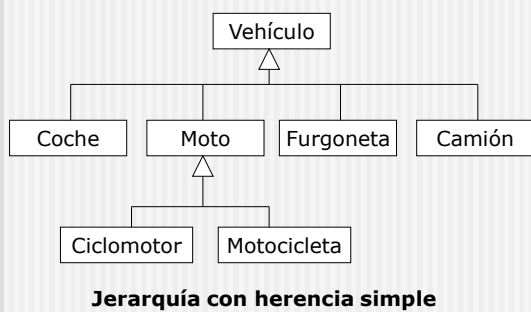 Vehículo
Coche
Moto
Furgoneta
Camión
Ciclomotor
Motocicleta
Jerarquía con herencia simple